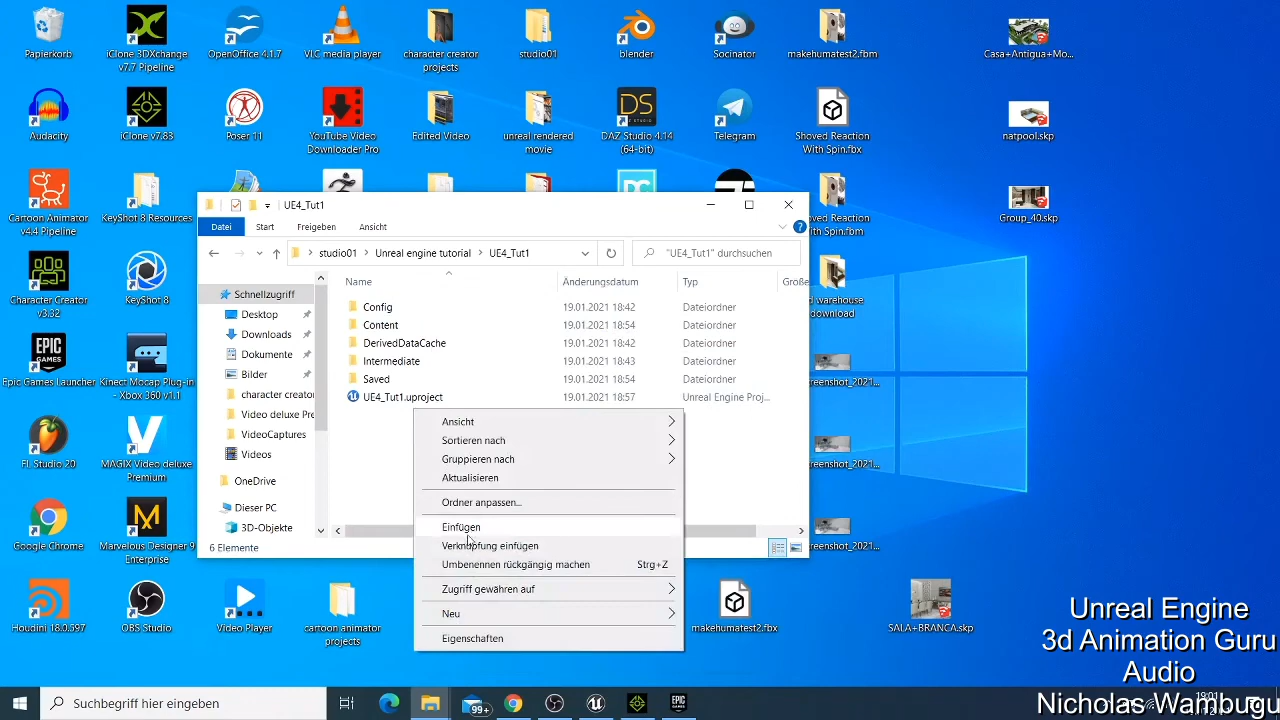 Papierkorb
iClone 3DXchange
v7.7 Pipeline
OpenOffice 4.1.7
VLC media player
character creator
projects
studio01
blender
Socinator
makehumatest2.fbm
Casa+Antigua+Mo...
Audacity
iClone v7.83
Poser 11
YouTube Video
Downloader Pro
Edited Video
unreal rendered
movie
DAZ Studio 4.14
(64-bit)
Telegram
Shoved Reaction
With Spin.fbx
natpool.skp
Cartoon Animator
v4.4 Pipeline
KeyShot 8 Resources
Group_40.skp
Character Creator
v3.32
KeyShot 8
Epic Games Launcher
Kinect Mocap Plug-in
- Xbox 360 v1.1
FL Studio 20
MAGIX Video deluxe
Premium
Google Chrome
Marvelous Designer 9
Enterprise
Houdini 18.0.597
OBS Studio
Video Player
cartoon animator
projects
makehumatest2.fbx
SALA+BRANCA.skp
UE4_Tut1
Datei
Start
Freigeben
Ansicht
studio01 > Unreal engine tutorial > UE4_Tut1
"UE4_Tut1" durchsuchen
Name
Änderungsdatum
Typ
Größe
Schnellzugriff
Desktop
Downloads
Dokumente
Bilder
character creator
Video deluxe Pre
VideoCaptures
Videos
OneDrive
Dieser PC
3D-Objekte
Config 19.01.2021 18:42 Dateiordner
Content 19.01.2021 18:54 Dateiordner
DerivedDataCache 19.01.2021 18:42 Dateiordner
Intermediate 19.01.2021 18:43 Dateiordner
Saved 19.01.2021 18:54 Dateiordner
UE4_Tut1.uproject 19.01.2021 18:57 Unreal Engine Proj...
6 Elemente
Ansicht
Sortieren nach
Gruppieren nach
Aktualisieren
Ordner anpassen...
Einfügen
Verknüpfung einfügen
Umbenennen rückgängig machen Strg+Z
Zugriff gewähren auf
Neu
Eigenschaften
Suchbegriff hier eingeben
99+
Unreal Engine
3d Animation Guru
Audio
Nicholas Wambugu